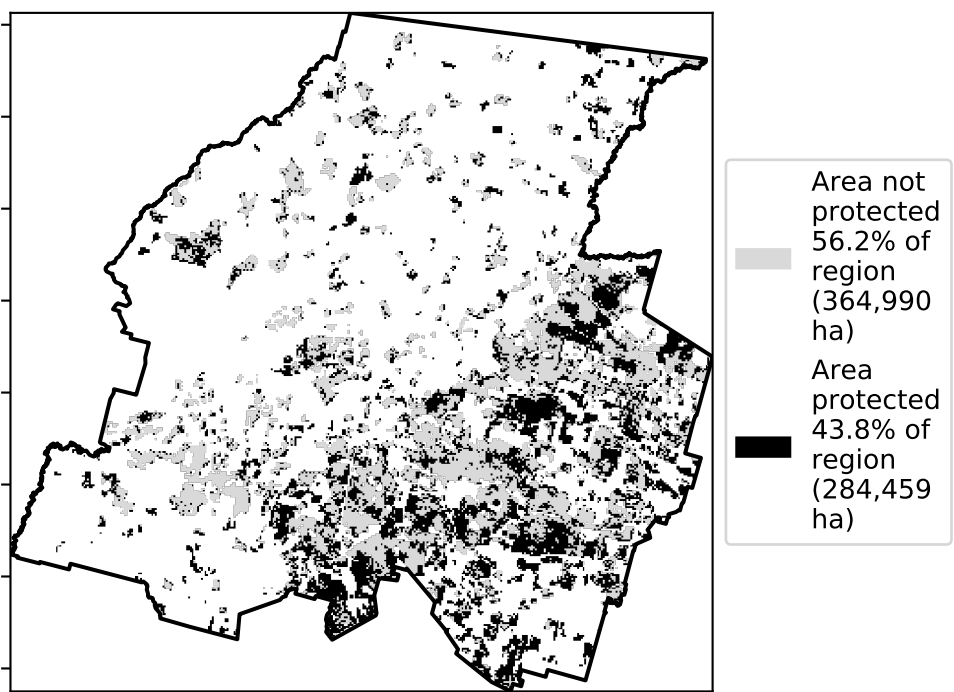 Area not
protected
56.2% of
region
(364,990
ha)
Area
protected
43.8% of
region
(284,459
ha)